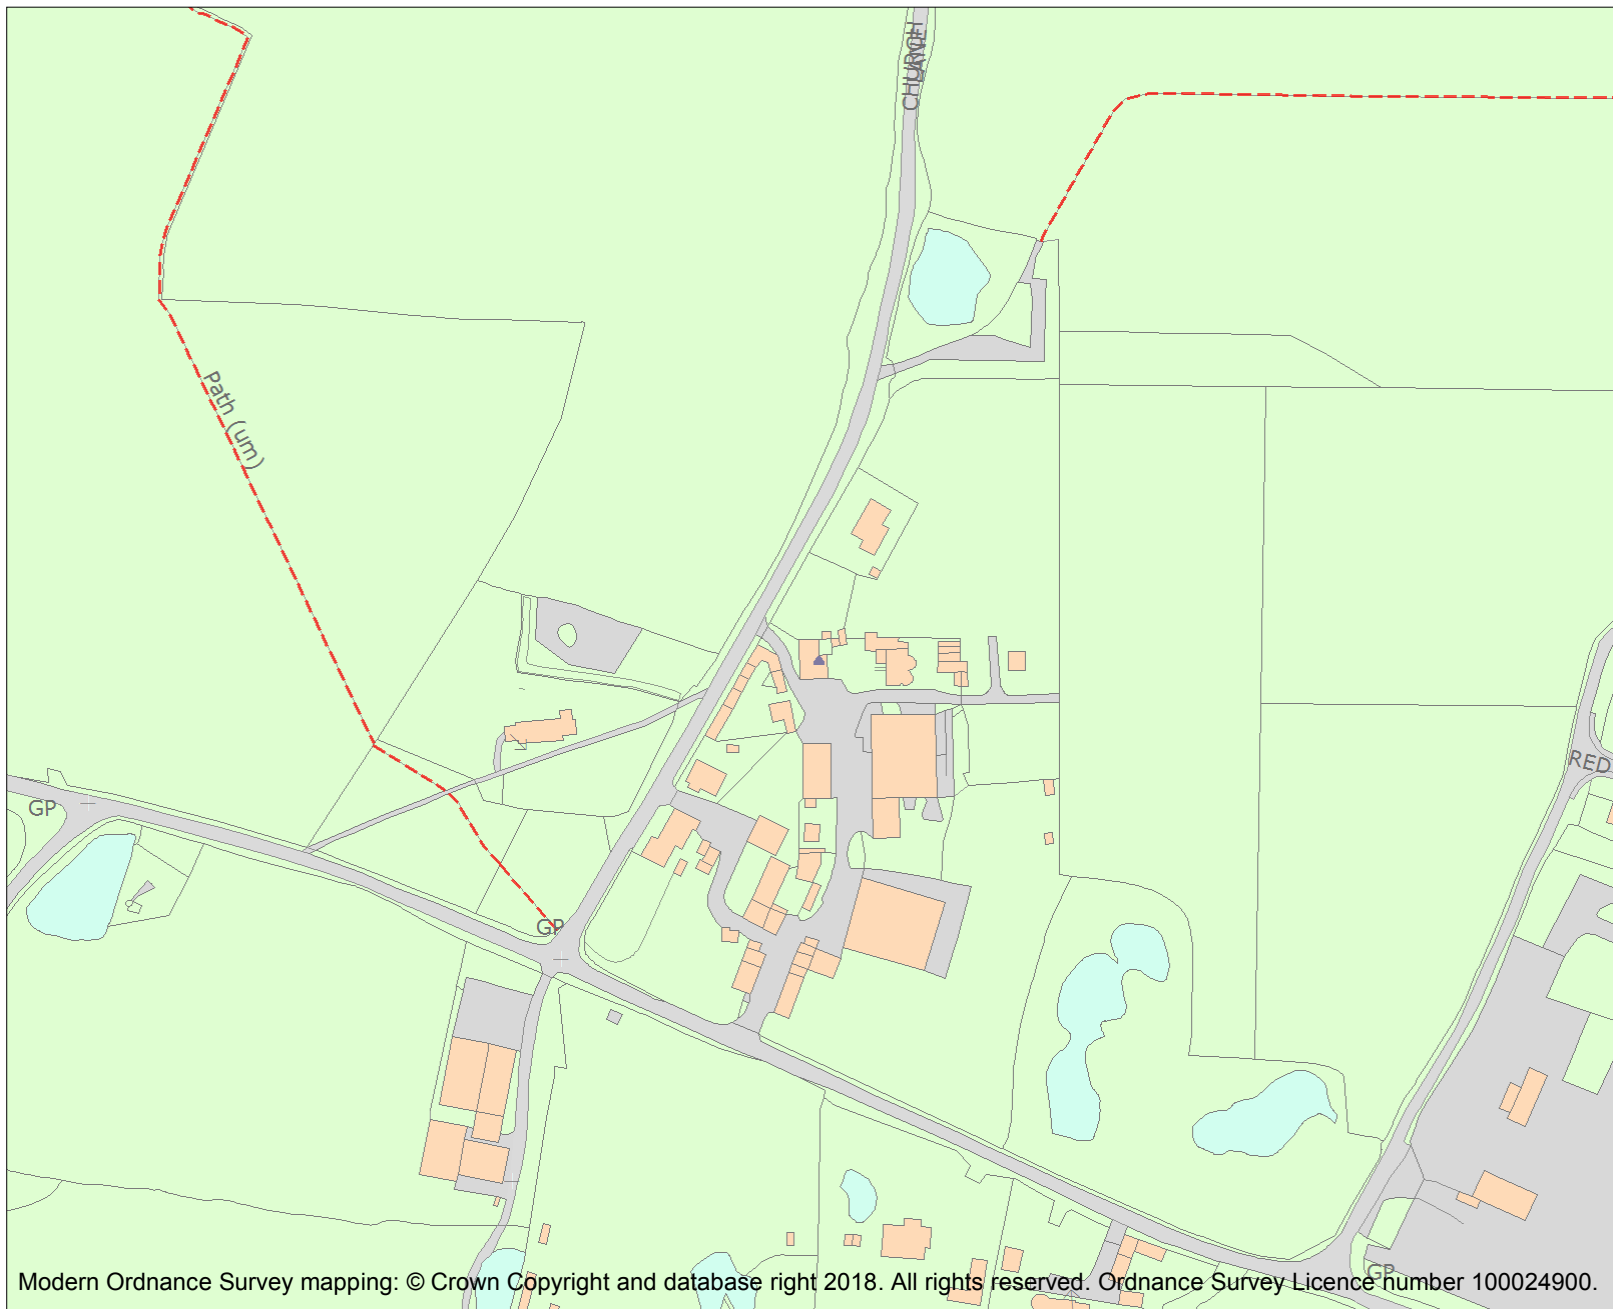 CHURCH LANE
Path (um)
RED
GP
GP
GP
Modern Ordnance Survey mapping: © Crown Copyright and database right 2018. All rights reserved. Ordnance Survey Licence number 100024900.